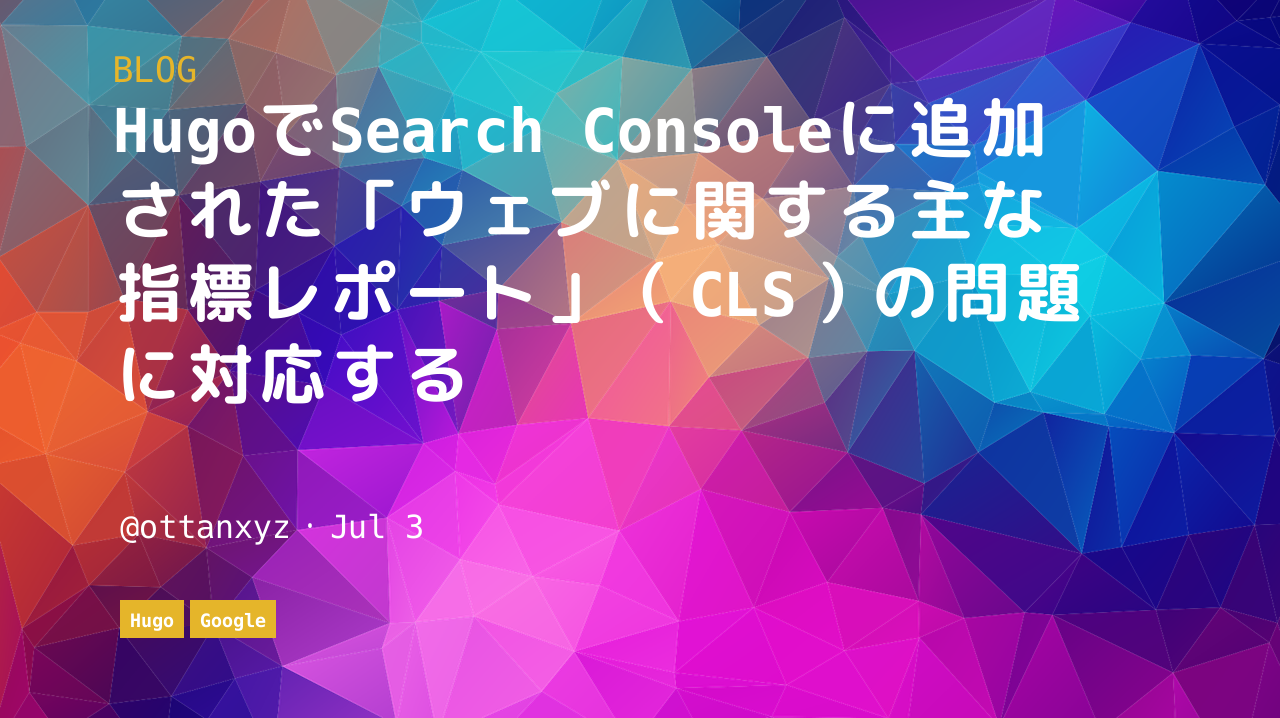 BLOG
HugoでSearch Consoleに追加
された「ウェブに関する主な
指標レポート」（CLS）の問題
に対応する
@ottanxyz · Jul 3
Hugo Google